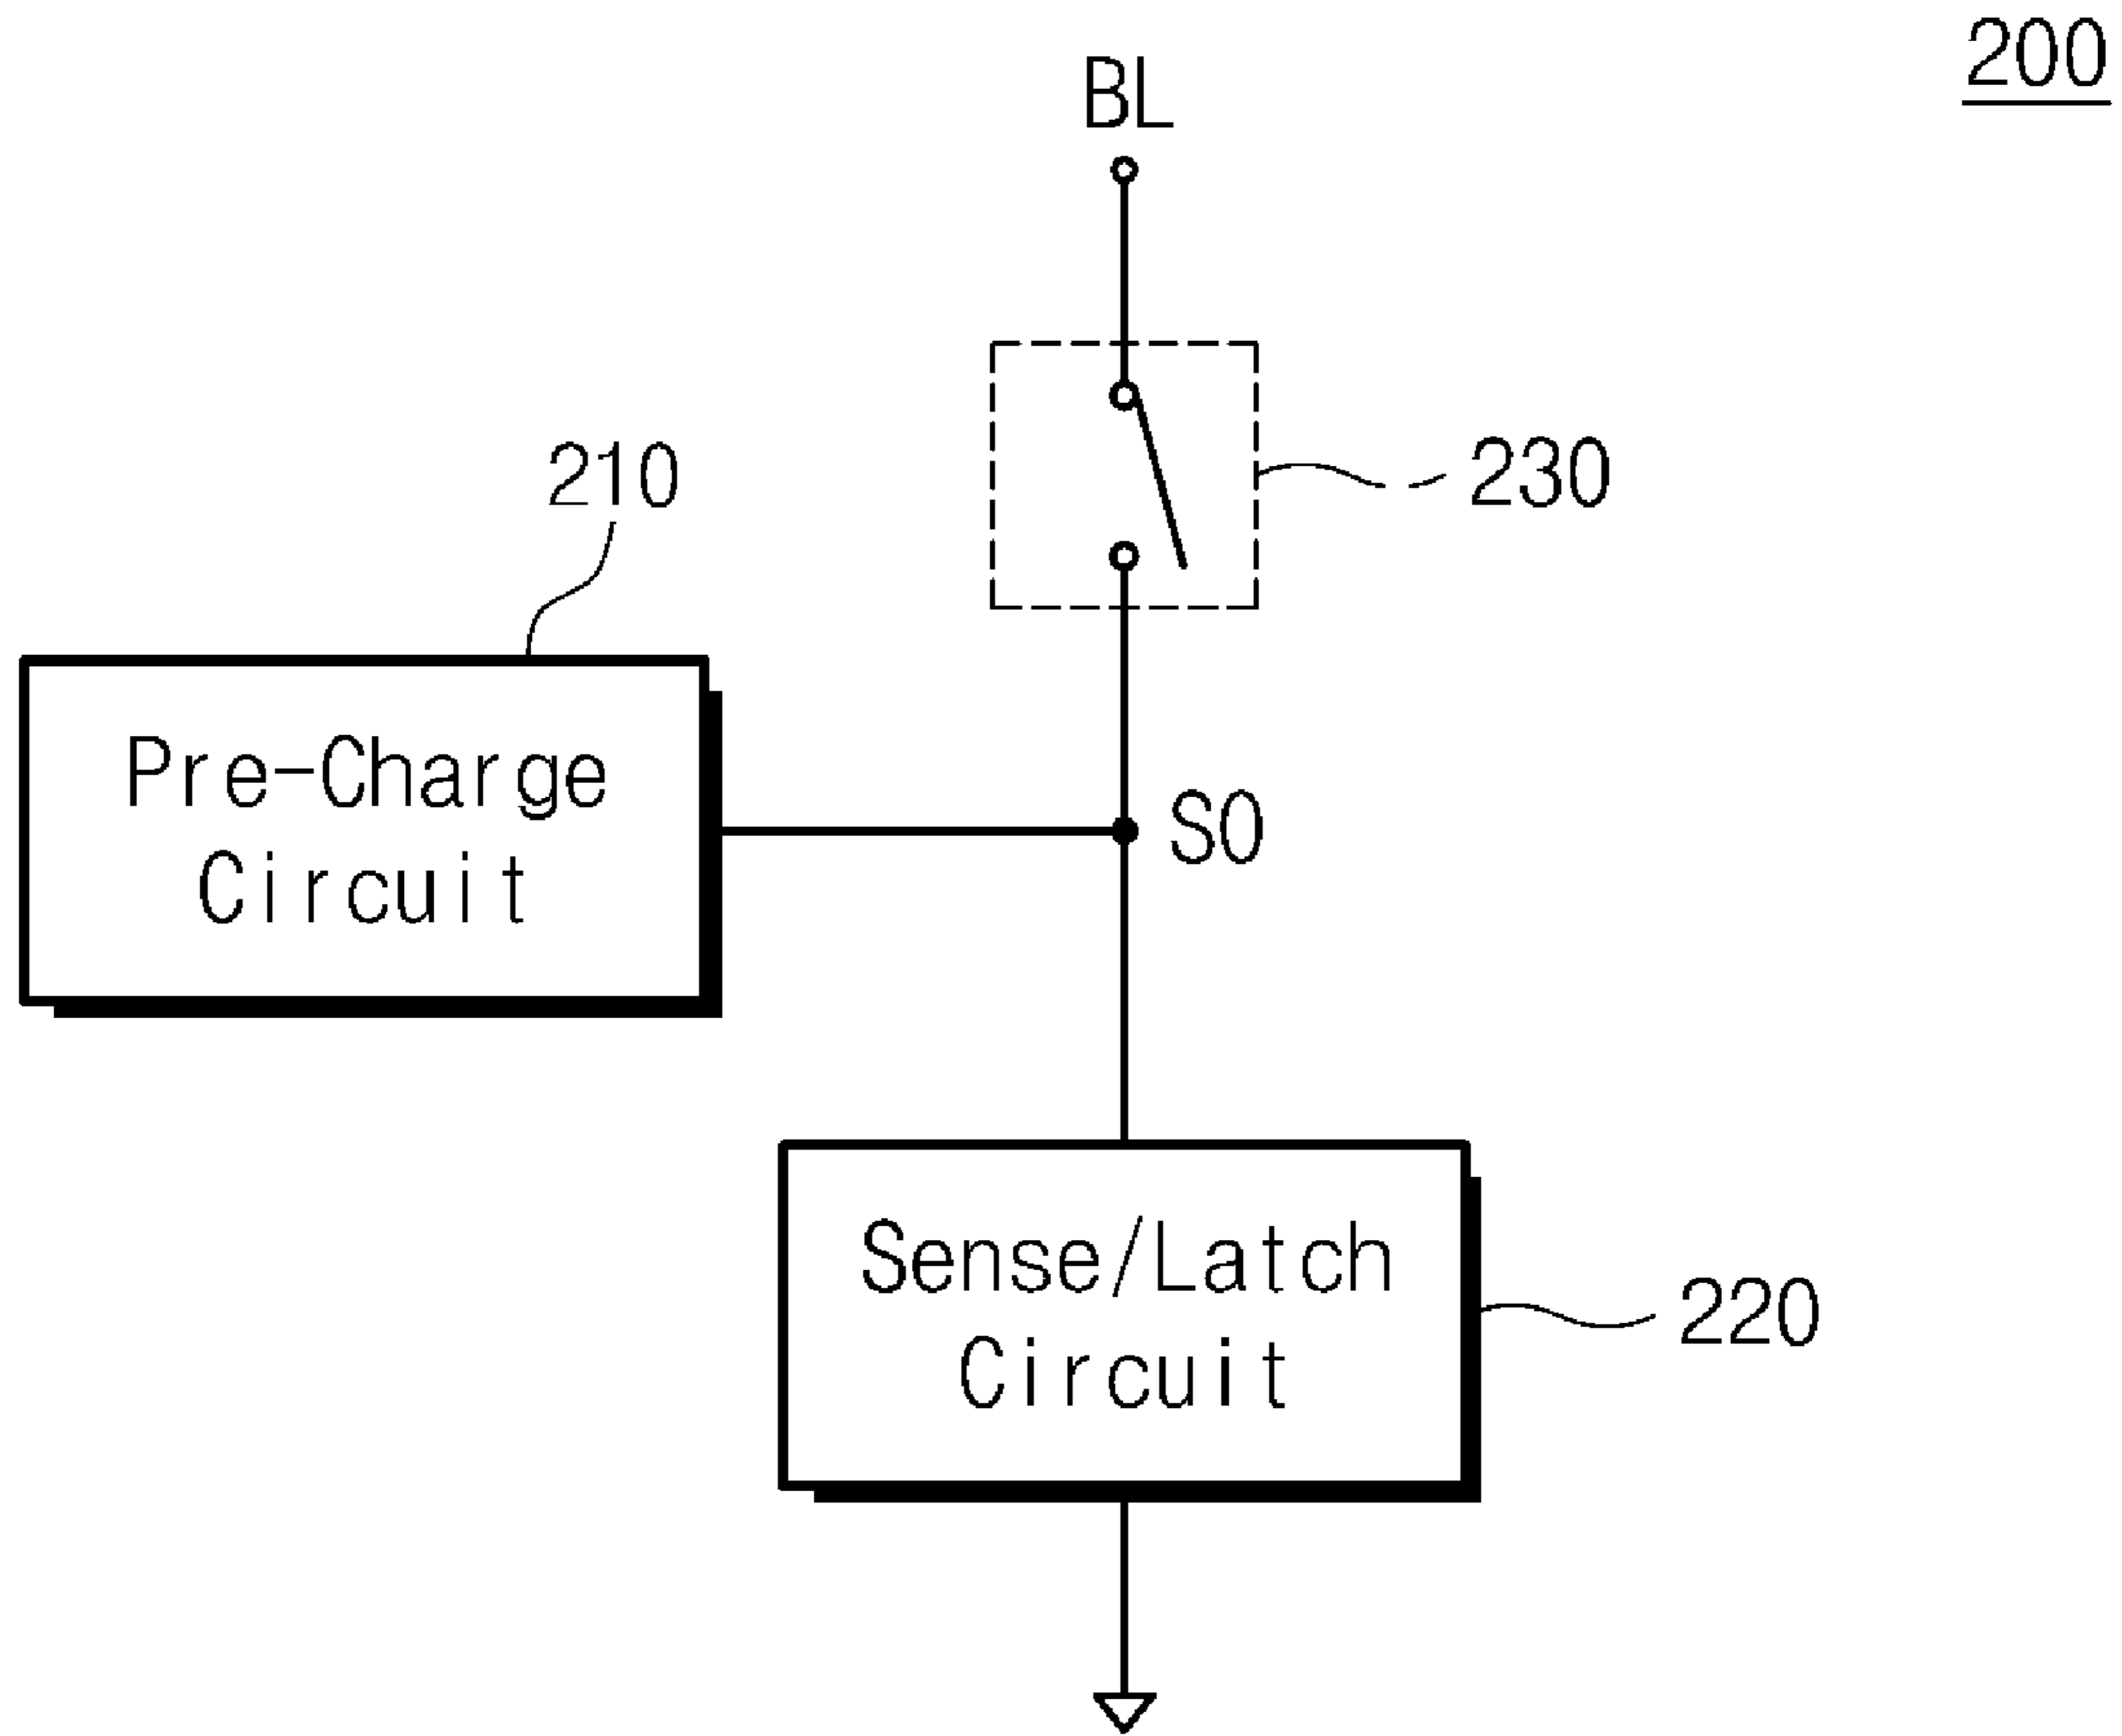 200
BL
210
230
Pre-Charge
Circuit
SO
Sense/Latch
Circuit
220